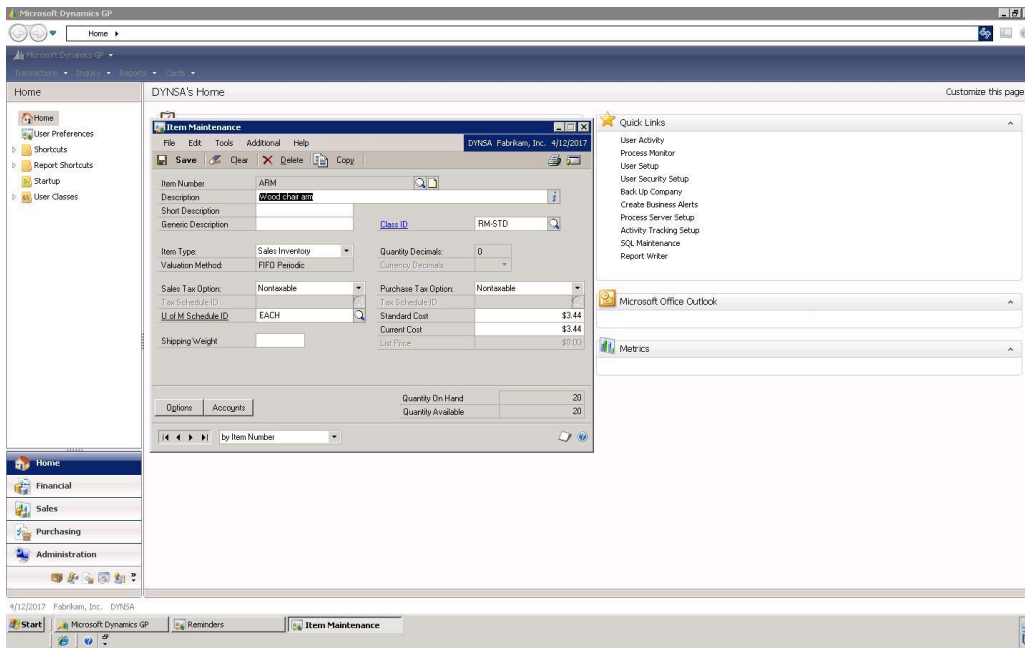 Microsoft Dynamics GP
Home
Microsoft Dynamics GP
Transactions Inquiry Reports Cards
Home
DYNSA's Home
Customize this page
Home
User Preferences
Shortcuts
Report Shortcuts
Startup
User Classes
Home
Financial
Sales
Purchasing
Administration
Item Maintenance
File Edit Tools Additional Help
DYNSA Fabrikam, Inc. 4/12/2017
Save Clear Delete Copy
Item Number ARM
Description Wood chair arm
Short Description
Generic Description
Class ID RM-STD
Item Type: Sales Inventory
Quantity Decimals: 0
Valuation Method: FIFO Periodic
Currency Decimals:
Sales Tax Option: Nontaxable
Purchase Tax Option: Nontaxable
Tax Schedule ID
Tax Schedule ID
U of M Schedule ID EACH
Standard Cost $3.44
Current Cost $3.44
Shipping Weight
List Price $0.00
Quantity On Hand 20
Options Accounts
Quantity Available 20
by Item Number
Quick Links
User Activity
Process Monitor
User Setup
User Security Setup
Back Up Company
Create Business Alerts
Process Server Setup
Activity Tracking Setup
SQL Maintenance
Report Writer
Microsoft Office Outlook
Metrics
4/12/2017 Fabrikam, Inc. DYNSA
Start Microsoft Dynamics GP Reminders Item Maintenance